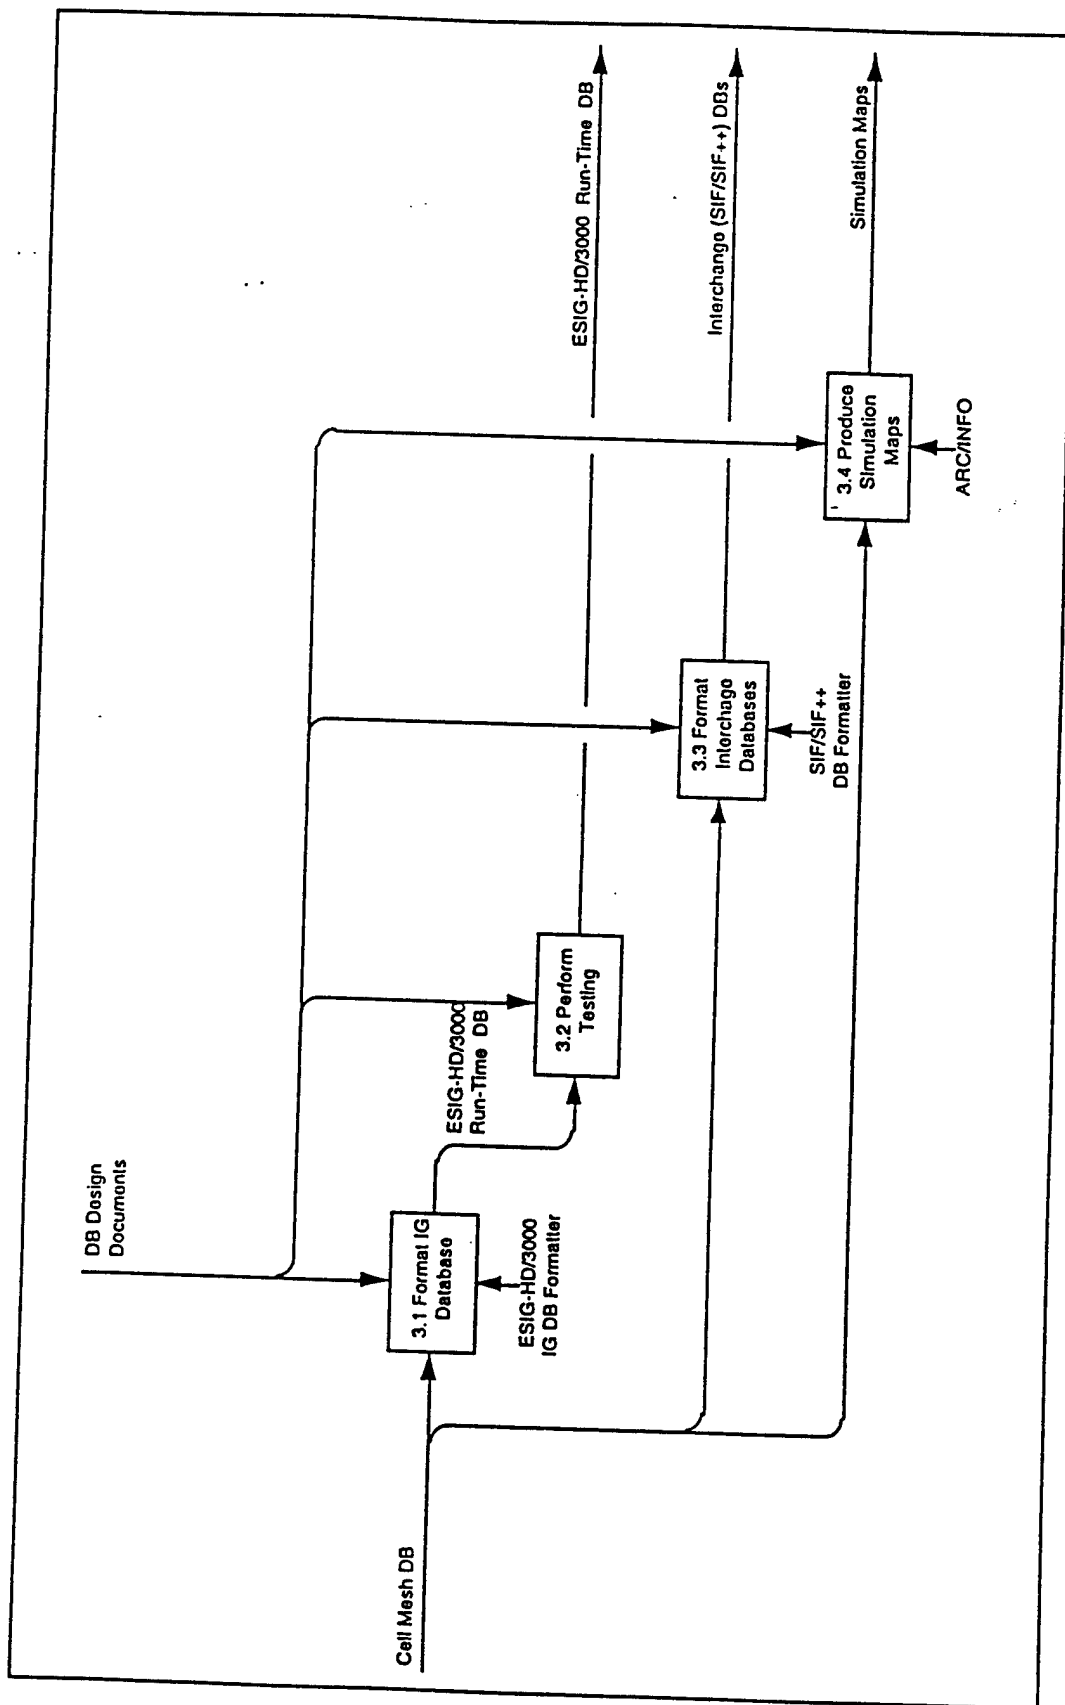 DB Design
Documents
Cell Mesh DB
3.1 Format IG
Database
ESIG-HD/3000
IG DB Formatter
ESIG-HD/3000
Run-Time DB
3.2 Perform
Testing
ESIG-HD/3000 Run-Time DB
3.3 Format
Interchange
Databases
SIF/SIF++
DB Formatter
Interchange (SIF/SIF++) DBs
3.4 Produce
Simulation
Maps
ARC/INFO
Simulation Maps